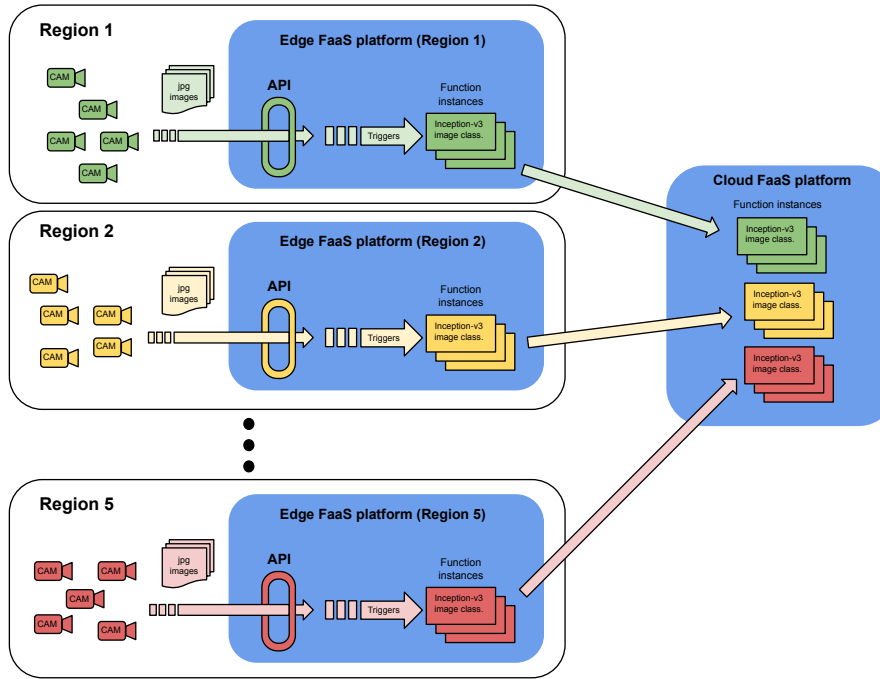 Region 1
Edge FaaS platform (Region 1)
CAM
CAM
CAM
CAM
CAM
jpg
images
API
Triggers
Function
instances
Inception-v3
image class.
Region 2
Edge FaaS platform (Region 2)
CAM
CAM
CAM
CAM
CAM
jpg
images
API
Triggers
Function
instances
Inception-v3
image class.
Region 5
Edge FaaS platform (Region 5)
CAM
CAM
CAM
CAM
CAM
jpg
images
API
Triggers
Function
instances
Inception-v3
image class.
Cloud FaaS platform
Function instances
Inception-v3
image class.
Inception-v3
image class.
Inception-v3
image class.